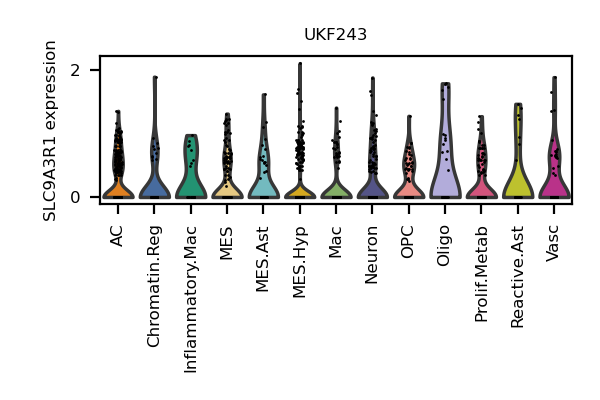 UKF243
SLC9A3R1 expression
2
0
AC
Chromatin.Reg
Inflammatory.Mac
MES
MES.Ast
MES.Hyp
Mac
Neuron
OPC
Oligo
Prolif.Metab
Reactive.Ast
Vasc